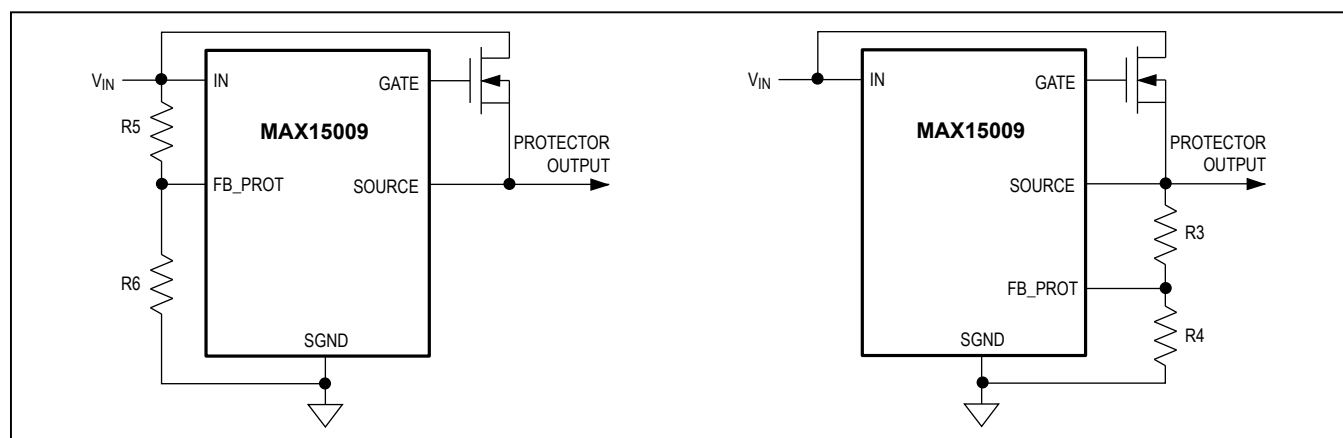 V_IN
IN
GATE
R5
MAX15009
PROTECTOR
OUTPUT
FB_PROT
SOURCE
R6
SGND
V_IN
IN
GATE
MAX15009
PROTECTOR
OUTPUT
SOURCE
R3
FB_PROT
R4
SGND